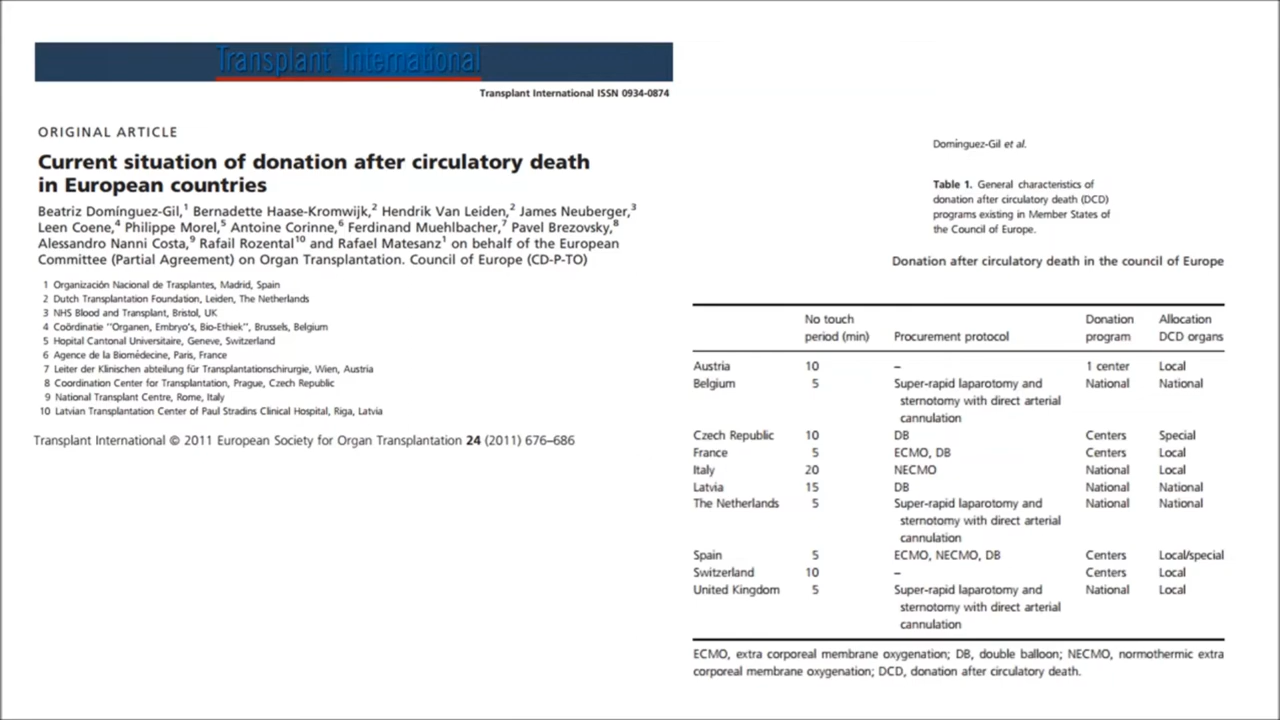 Transplant International
Transplant International ISSN 0934-0874
ORIGINAL ARTICLE
Current situation of donation after circulatory death
in European countries
Beatriz Domínguez-Gil,1 Bernadette Haase-Kromwijk,2 Hendrik Van Leiden,2 James Neuberger,3
Leen Coene,4 Philippe Morel,5 Antoine Corinne,6 Ferdinand Muehlbacher,7 Pavel Brezovsky,8
Alessandro Nanni Costa,9 Rafail Rozental10 and Rafael Matesanz1 on behalf of the European
Committee (Partial Agreement) on Organ Transplantation. Council of Europe (CD-P-TO)
1 Organización Nacional de Trasplantes, Madrid, Spain
2 Dutch Transplantation Foundation, Leiden, The Netherlands
3 NHS Blood and Transplant, Bristol, UK
4 Coördinatie "Organen, Embryo's, Bio-Ethiek", Brussels, Belgium
5 Hopital Cantonal Universitaire, Geneve, Switzerland
6 Agence de la Biomédecine, Paris, France
7 Leiter der Klinischen abteilung für Transplantationschirurgie, Wien, Austria
8 Coordination Center for Transplantation, Prague, Czech Republic
9 National Transplant Centre, Rome, Italy
10 Latvian Transplantation Center of Paul Stradins Clinical Hospital, Riga, Latvia
Transplant International © 2011 European Society for Organ Transplantation 24 (2011) 676–686
Domínguez-Gil et al.
Table 1. General characteristics of
donation after circulatory death (DCD)
programs existing in Member States of
the Council of Europe.
Donation after circulatory death in the council of Europe
No touch Donation Allocation
period (min) Procurement protocol program DCD organs
Austria 10 – 1 center Local
Belgium 5 Super-rapid laparotomy and National National
sternotomy with direct arterial
cannulation
Czech Republic 10 DB Centers Special
France 5 ECMO, DB Centers Local
Italy 20 NECMO National Local
Latvia 15 DB National National
The Netherlands 5 Super-rapid laparotomy and National National
sternotomy with direct arterial
cannulation
Spain 5 ECMO, NECMO, DB Centers Local/special
Switzerland 10 – Centers Local
United Kingdom 5 Super-rapid laparotomy and National Local
sternotomy with direct arterial
cannulation
ECMO, extra corporeal membrane oxygenation; DB, double balloon; NECMO, normothermic extra
corporeal membrane oxygenation; DCD, donation after circulatory death.